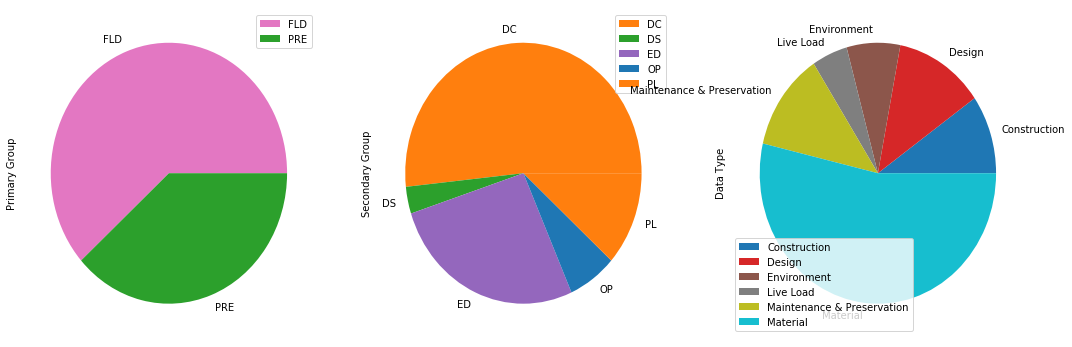 Primary Group
FLD
PRE
FLD
PRE
Secondary Group
DC
DS
ED
OP
PL
DC
DS
ED
OP
PL
Data Type
Construction
Design
Environment
Live Load
Maintenance & Preservation
Material
Construction
Design
Environment
Live Load
Maintenance & Preservation
Material